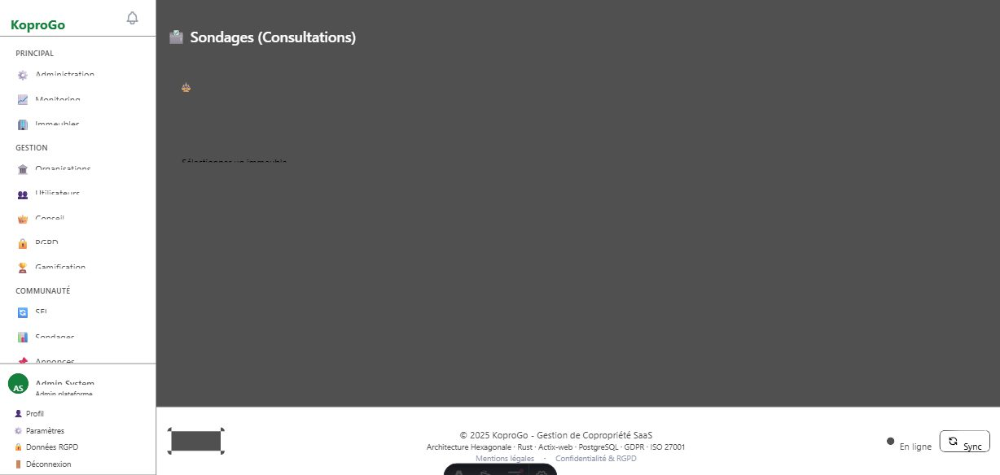 KoproGo
PRINCIPAL
Administration
Monitoring
Immeubles
GESTION
Organisations
Utilisateurs
Conseil
RGPD
Gamification
COMMUNAUTÉ
SEL
Sondages
Annonces
AS
Admin System
Admin plateforme
Profil
Paramètres
Données RGPD
Déconnexion
Sondages (Consultations)
Sélectionner un immeuble
© 2025 KoproGo - Gestion de Copropriété SaaS
Architecture Hexagonale · Rust · Actix-web · PostgreSQL · GDPR · ISO 27001
Mentions légales · Confidentialité & RGPD
En ligne
Sync